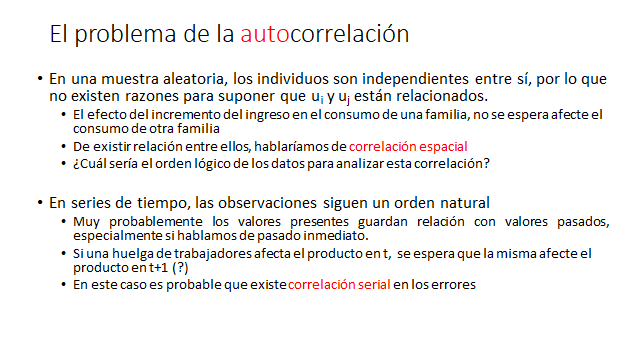 El problema de la autocorrelación
• En una muestra aleatoria, los individuos son independientes entre sí, por lo que
no existen razones para suponer que uᵢ y uⱼ están relacionados.
• El efecto del incremento del ingreso en el consumo de una familia, no se espera afecte el
consumo de otra familia
• De existir relación entre ellos, hablaríamos de correlación espacial
• ¿Cuál sería el orden lógico de los datos para analizar esta correlación?
• En series de tiempo, las observaciones siguen un orden natural
• Muy probablemente los valores presentes guardan relación con valores pasados,
especialmente si hablamos de pasado inmediato.
• Si una huelga de trabajadores afecta el producto en t, se espera que la misma afecte el
producto en t+1 (?)
• En este caso es probable que existe correlación serial en los errores